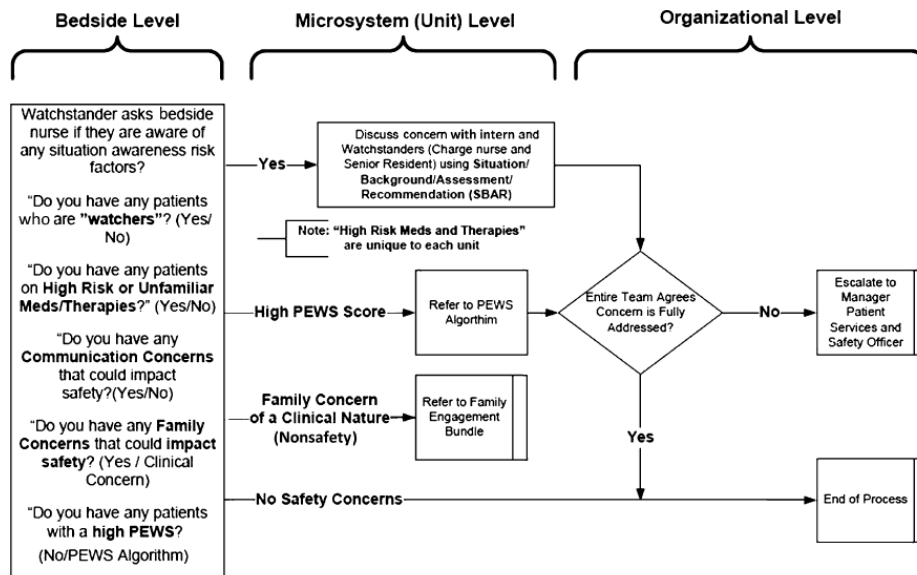 Bedside Level
Microsystem (Unit) Level
Organizational Level
Watchstander asks bedside
nurse if they are aware of
any situation awareness risk
factors?
“Do you have any patients
who are ”watchers”? (Yes/
No)
“Do you have any patients
on High Risk or Unfamiliar
Meds/Therapies?” (Yes/No)
“Do you have any
Communication Concerns
that could impact
safety?(Yes/No)
“Do you have any Family
Concerns that could impact
safety? (Yes / Clinical
Concern)
“Do you have any patients
with a high PEWS?
(No/PEWS Algorithm)
Yes
Discuss concern with intern and
Watchstanders (Charge nurse and
Senior Resident) using Situation/
Background/Assessment/
Recommendation (SBAR)
Note: “High Risk Meds and Therapies”
are unique to each unit
High PEWS Score
Refer to PEWS
Algorthim
Entire Team Agrees
Concern is Fully
Addressed?
No
Escalate to
Manager
Patient
Services and
Safety Officer
Family Concern
of a Clinical Nature
(Nonsafety)
Refer to Family
Engagement
Bundle
Yes
No Safety Concerns
End of Process